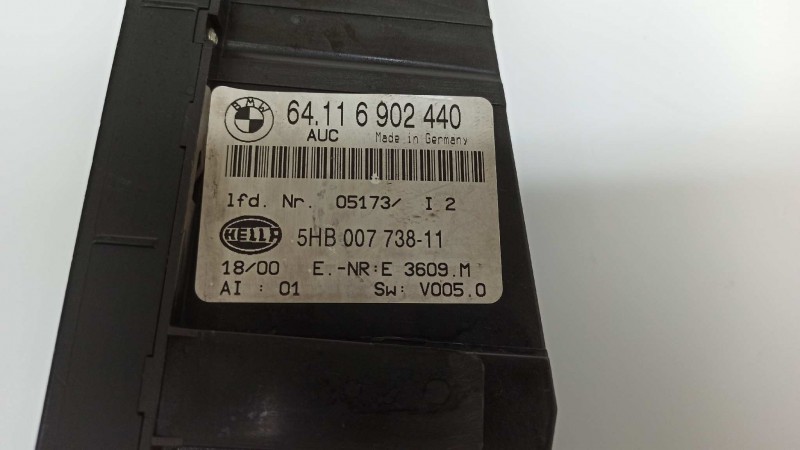 BMW
64.11 6 902 440
AUC Made in Germany
lfd. Nr. 05173/ I 2
HELLA 5HB 007 738-11
18/00 E.-NR:E 3609.M
AI : 01 Sw: V005.0